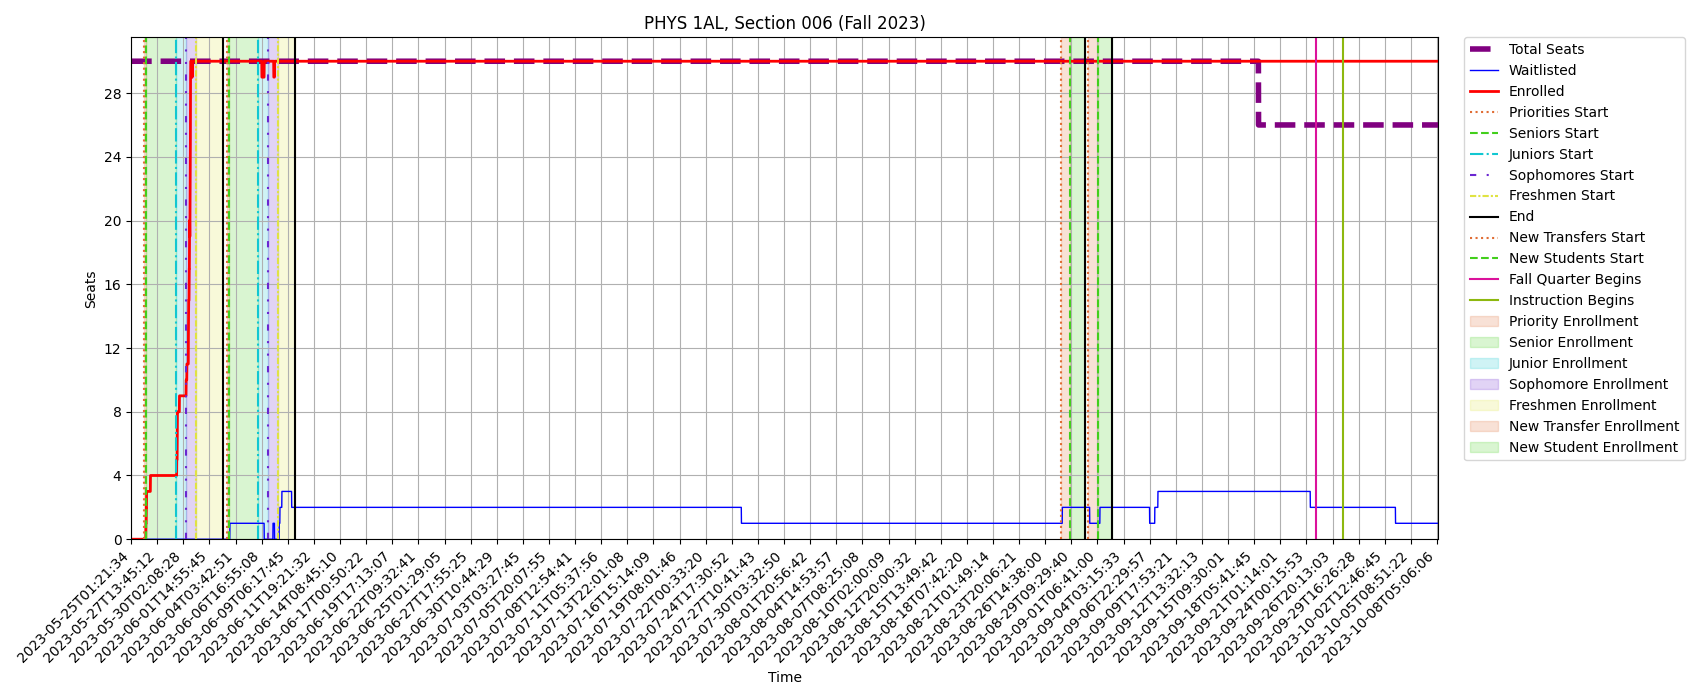 PHYS 1AL, Section 006 (Fall 2023)
Seats
28
24
20
16
12
8
4
0
2023-05-25T01:21:34
2023-05-27T13:45:12
2023-05-30T02:08:28
2023-06-01T14:55:45
2023-06-04T03:42:51
2023-06-06T16:55:08
2023-06-09T06:17:45
2023-06-11T19:21:32
2023-06-14T08:45:10
2023-06-17T00:50:22
2023-06-19T17:13:07
2023-06-22T09:32:41
2023-06-25T01:29:05
2023-06-27T17:55:25
2023-06-30T10:44:29
2023-07-03T03:27:45
2023-07-05T20:07:55
2023-07-08T12:54:41
2023-07-11T05:37:56
2023-07-13T22:01:08
2023-07-16T15:14:09
2023-07-19T08:01:46
2023-07-22T00:33:20
2023-07-24T17:30:52
2023-07-27T10:41:43
2023-07-30T03:32:50
2023-08-01T20:56:42
2023-08-04T14:53:57
2023-08-07T08:25:08
2023-08-10T02:00:09
2023-08-12T20:00:32
2023-08-15T13:49:42
2023-08-18T07:42:20
2023-08-21T01:49:14
2023-08-23T20:06:21
2023-08-26T14:38:00
2023-08-29T09:29:40
2023-09-01T06:41:00
2023-09-04T03:15:33
2023-09-06T22:29:57
2023-09-09T17:53:21
2023-09-12T13:32:13
2023-09-15T09:30:01
2023-09-18T05:41:45
2023-09-21T01:14:01
2023-09-24T00:15:53
2023-09-26T20:13:03
2023-09-29T16:26:28
2023-10-02T12:46:45
2023-10-05T08:51:22
2023-10-08T05:06:06
Time
Total Seats
Waitlisted
Enrolled
Priorities Start
Seniors Start
Juniors Start
Sophomores Start
Freshmen Start
End
New Transfers Start
New Students Start
Fall Quarter Begins
Instruction Begins
Priority Enrollment
Senior Enrollment
Junior Enrollment
Sophomore Enrollment
Freshmen Enrollment
New Transfer Enrollment
New Student Enrollment